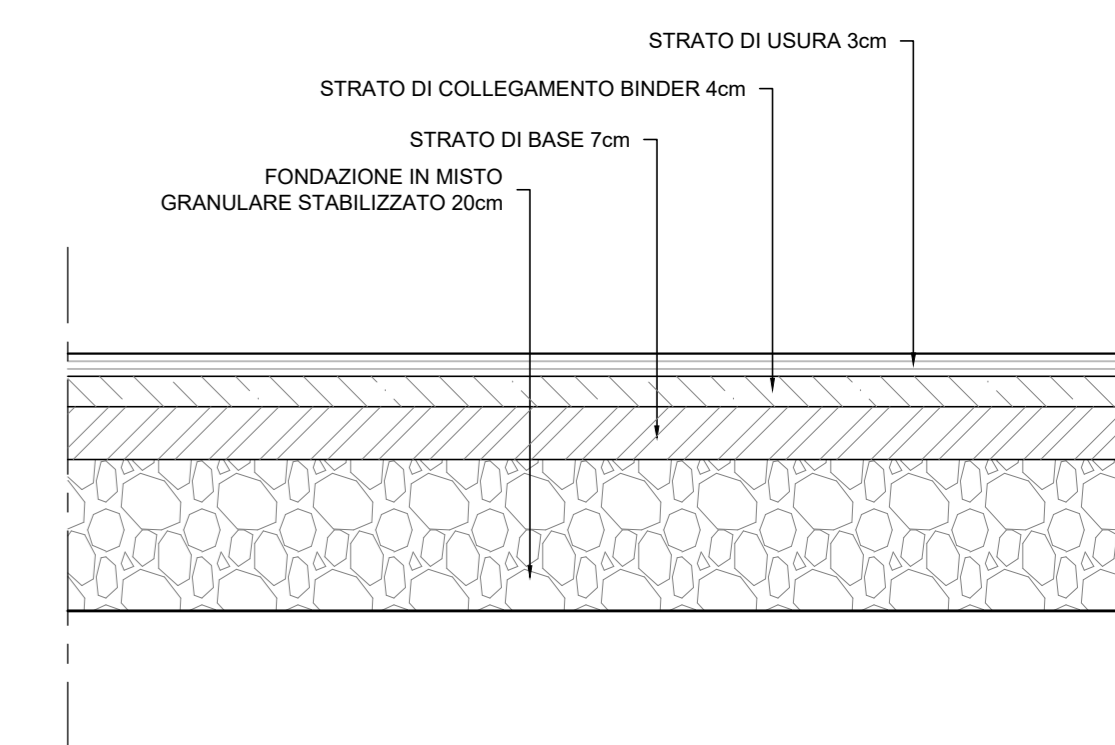 STRATO DI USURA 3cm
STRATO DI COLLEGAMENTO BINDER 4cm
STRATO DI BASE 7cm
FONDAZIONE IN MISTO
GRANULARE STABILIZZATO 20cm